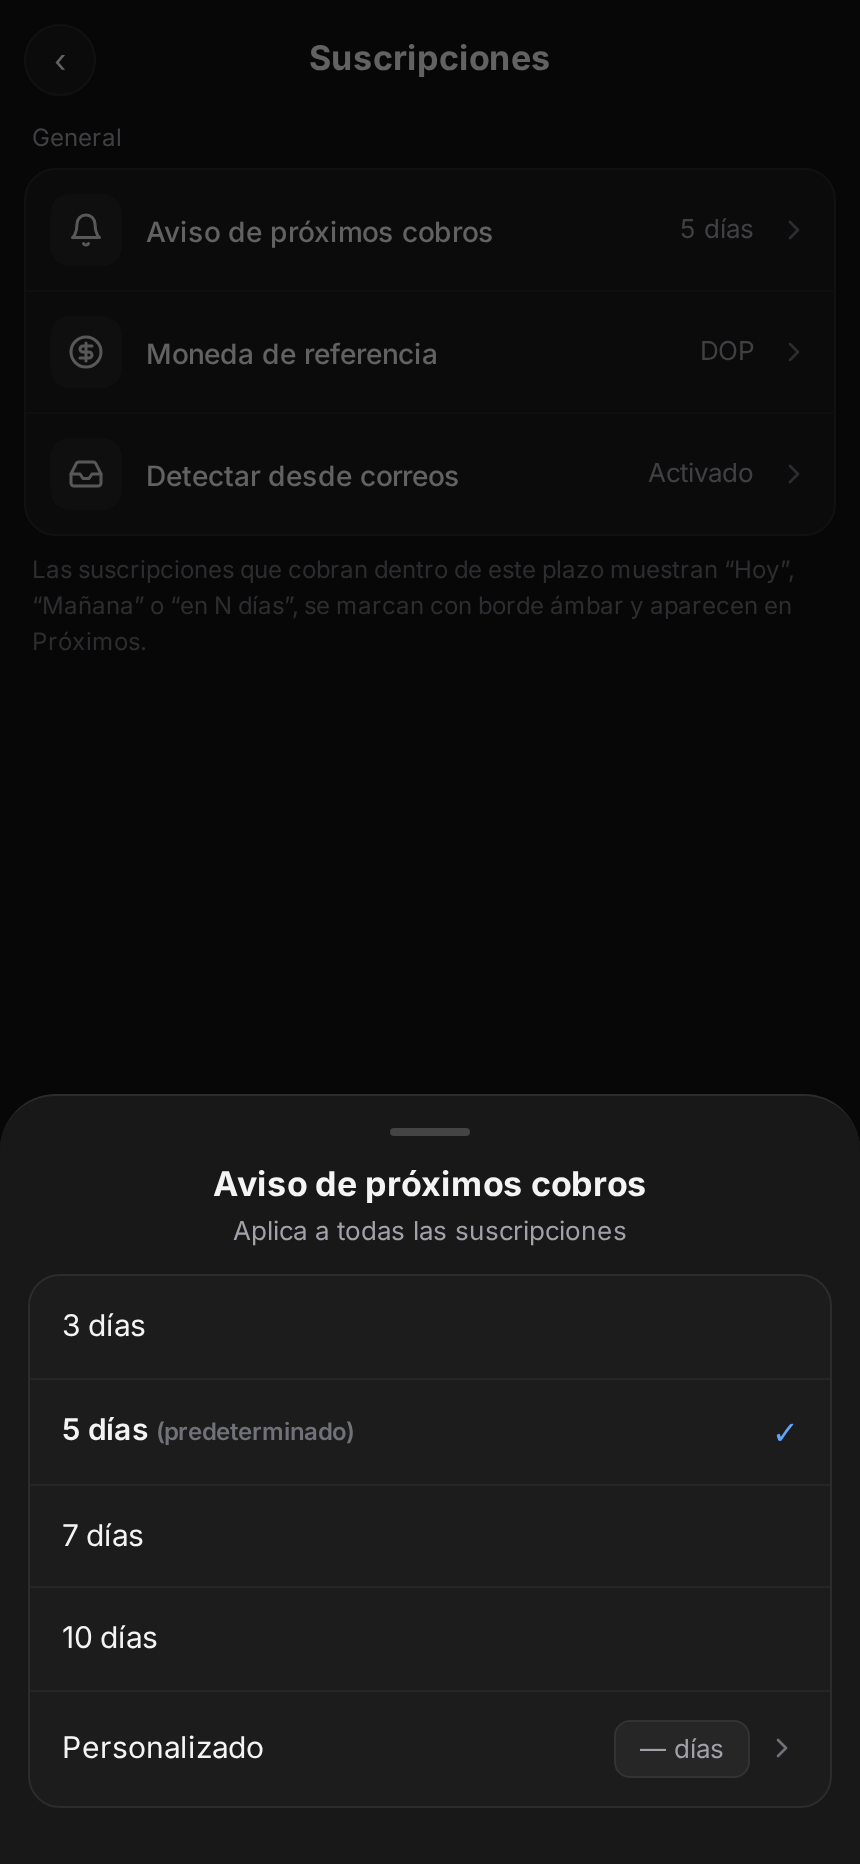 Suscripciones
General
Aviso de próximos cobros 5 días
Moneda de referencia DOP
Detectar desde correos Activado
Las suscripciones que cobran dentro de este plazo muestran “Hoy”,
“Mañana” o “en N días”, se marcan con borde ámbar y aparecen en
Próximos.
Aviso de próximos cobros
Aplica a todas las suscripciones
3 días
5 días (predeterminado) ✓
7 días
10 días
Personalizado — días